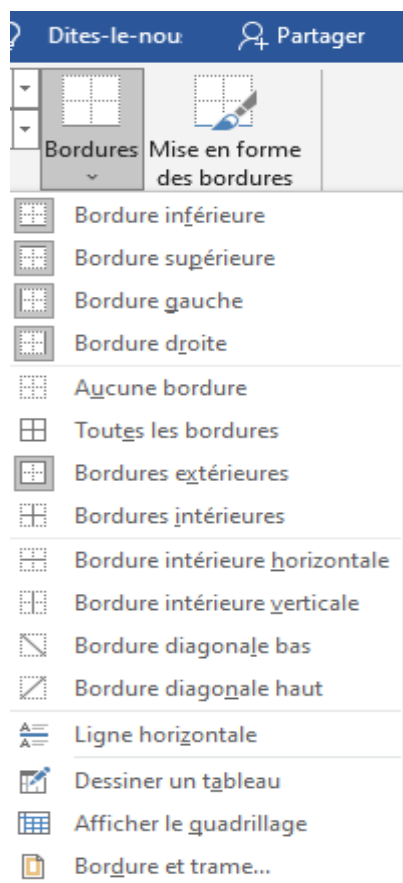 Dites-le-nou
Partager
Bordures
Mise en forme
des bordures
Bordure inférieure
Bordure supérieure
Bordure gauche
Bordure droite
Aucune bordure
Toutes les bordures
Bordures extérieures
Bordures intérieures
Bordure intérieure horizontale
Bordure intérieure verticale
Bordure diagonale bas
Bordure diagonale haut
Ligne horizontale
Dessiner un tableau
Afficher le quadrillage
Bordure et trame...